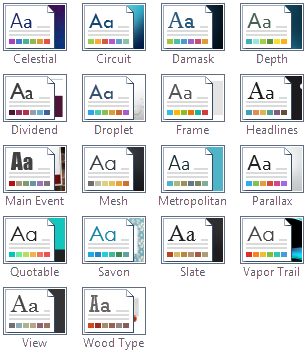 Aa Aa Aa Aa
Celestial Circuit Damask Depth
Aa Aa Aa Aa
Dividend Droplet Frame Headlines
Aa Aa Aa Aa
Main Event Mesh Metropolitan Parallax
Aa Aa Aa Aa
Quotable Savon Slate Vapor Trail
Aa Aa
View Wood Type